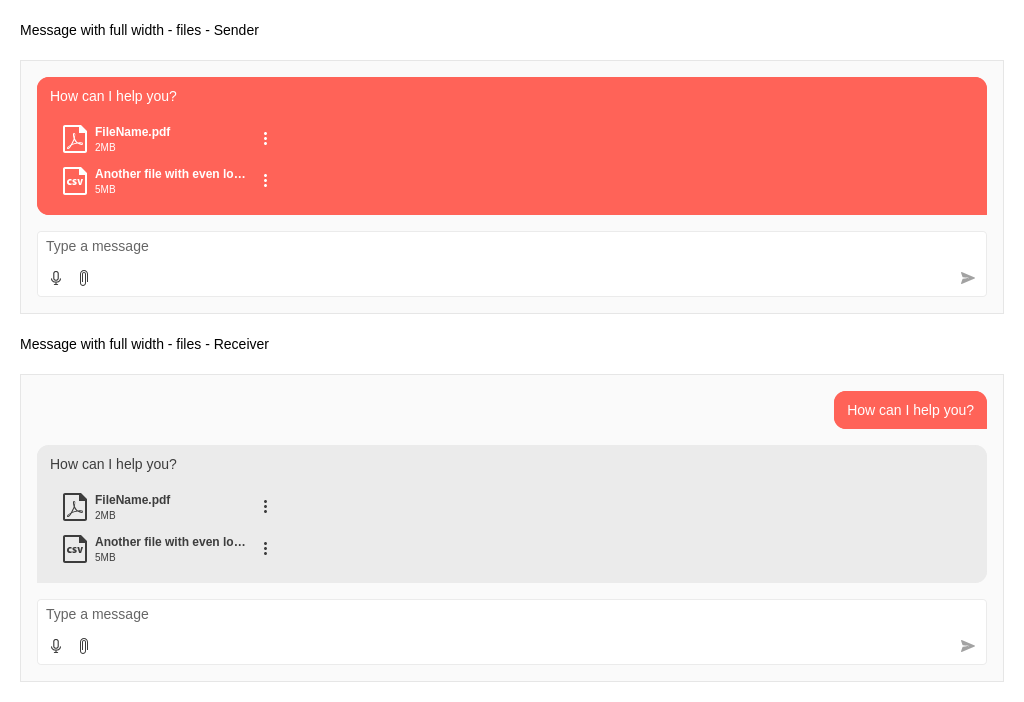 Message with full width - files - Sender
How can I help you?
FileName.pdf
2MB
csv
Another file with even lo...
5MB
Type a message
Message with full width - files - Receiver
How can I help you?
How can I help you?
FileName.pdf
2MB
csv
Another file with even lo...
5MB
Type a message